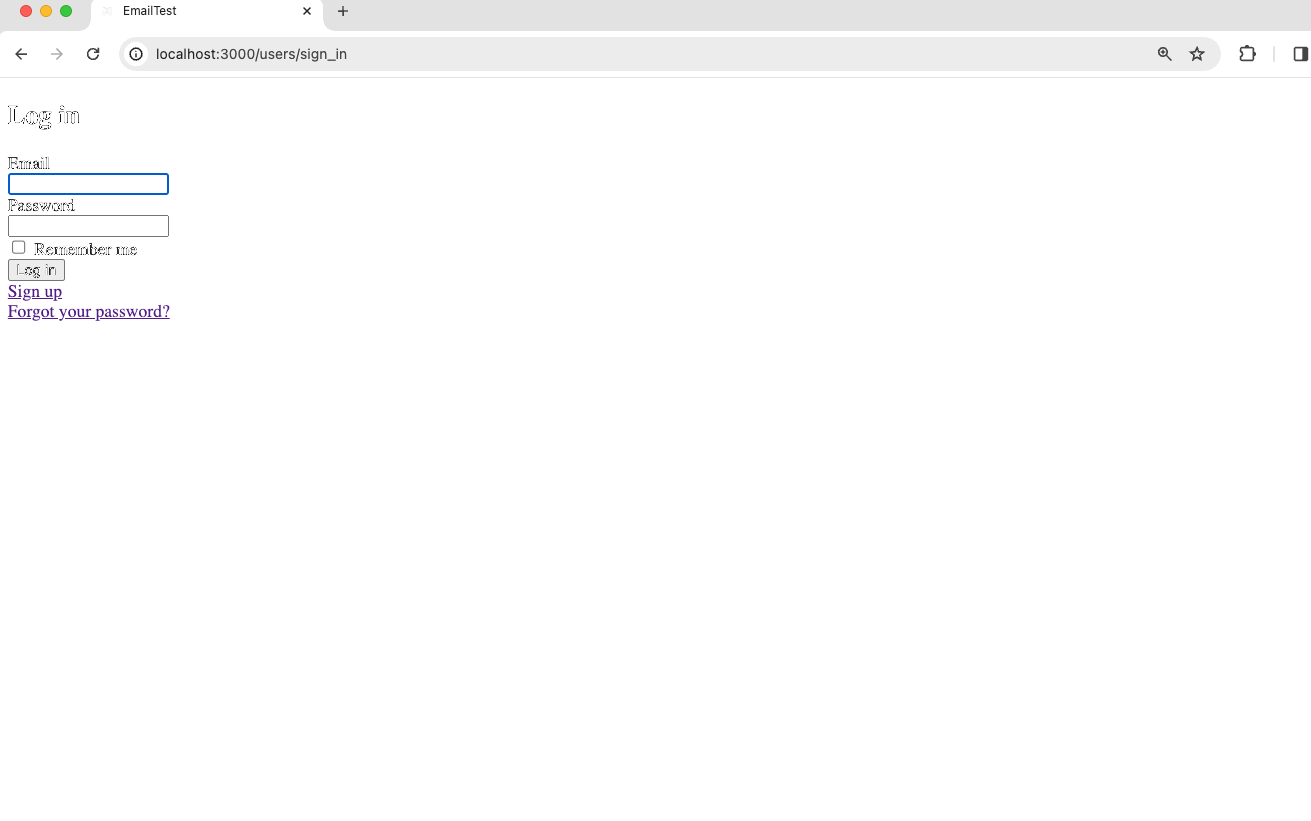 EmailTest
localhost:3000/users/sign_in
Log in
Email
Password
Remember me
Log in
Sign up
Forgot your password?